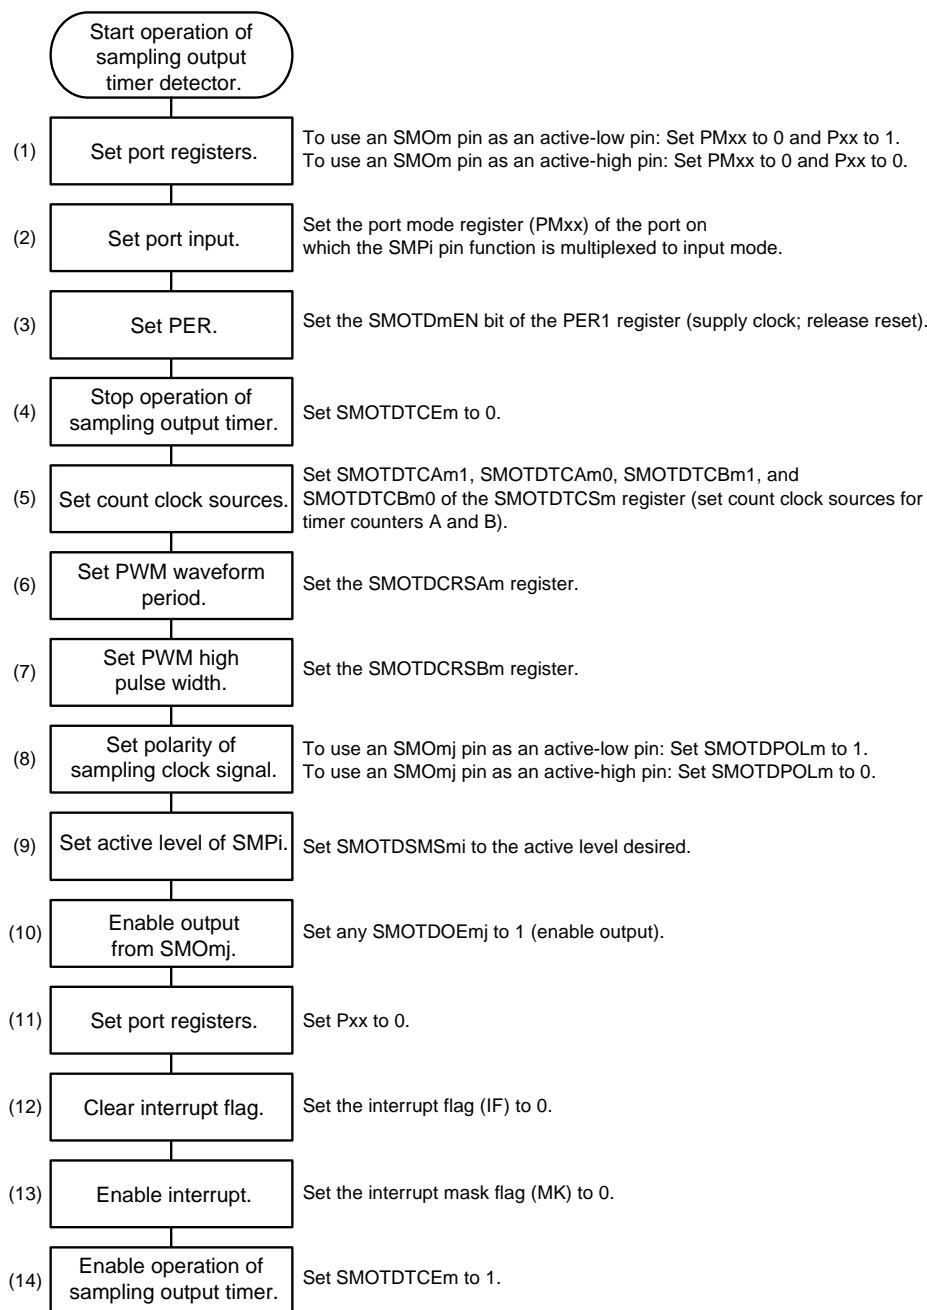 Start operation of
sampling output
timer detector.
(1)
Set port registers.
To use an SMOm pin as an active-low pin: Set PMxx to 0 and Pxx to 1.
To use an SMOm pin as an active-high pin: Set PMxx to 0 and Pxx to 0.
(2)
Set port input.
Set the port mode register (PMxx) of the port on
which the SMPi pin function is multiplexed to input mode.
(3)
Set PER.
Set the SMOTDmEN bit of the PER1 register (supply clock; release reset).
(4)
Stop operation of
sampling output timer.
Set SMOTDTCEm to 0.
(5)
Set count clock sources.
Set SMOTDTCAm1, SMOTDTCAm0, SMOTDTCBm1, and
SMOTDTCBm0 of the SMOTDTCSm register (set count clock sources for
timer counters A and B).
(6)
Set PWM waveform
period.
Set the SMOTDCRSAm register.
(7)
Set PWM high
pulse width.
Set the SMOTDCRSBm register.
(8)
Set polarity of
sampling clock signal.
To use an SMOmj pin as an active-low pin: Set SMOTDPOLm to 1.
To use an SMOmj pin as an active-high pin: Set SMOTDPOLm to 0.
(9)
Set active level of SMPi.
Set SMOTDSMSmi to the active level desired.
(10)
Enable output
from SMOmj.
Set any SMOTDOEmj to 1 (enable output).
(11)
Set port registers.
Set Pxx to 0.
(12)
Clear interrupt flag.
Set the interrupt flag (IF) to 0.
(13)
Enable interrupt.
Set the interrupt mask flag (MK) to 0.
(14)
Enable operation of
sampling output timer.
Set SMOTDTCEm to 1.